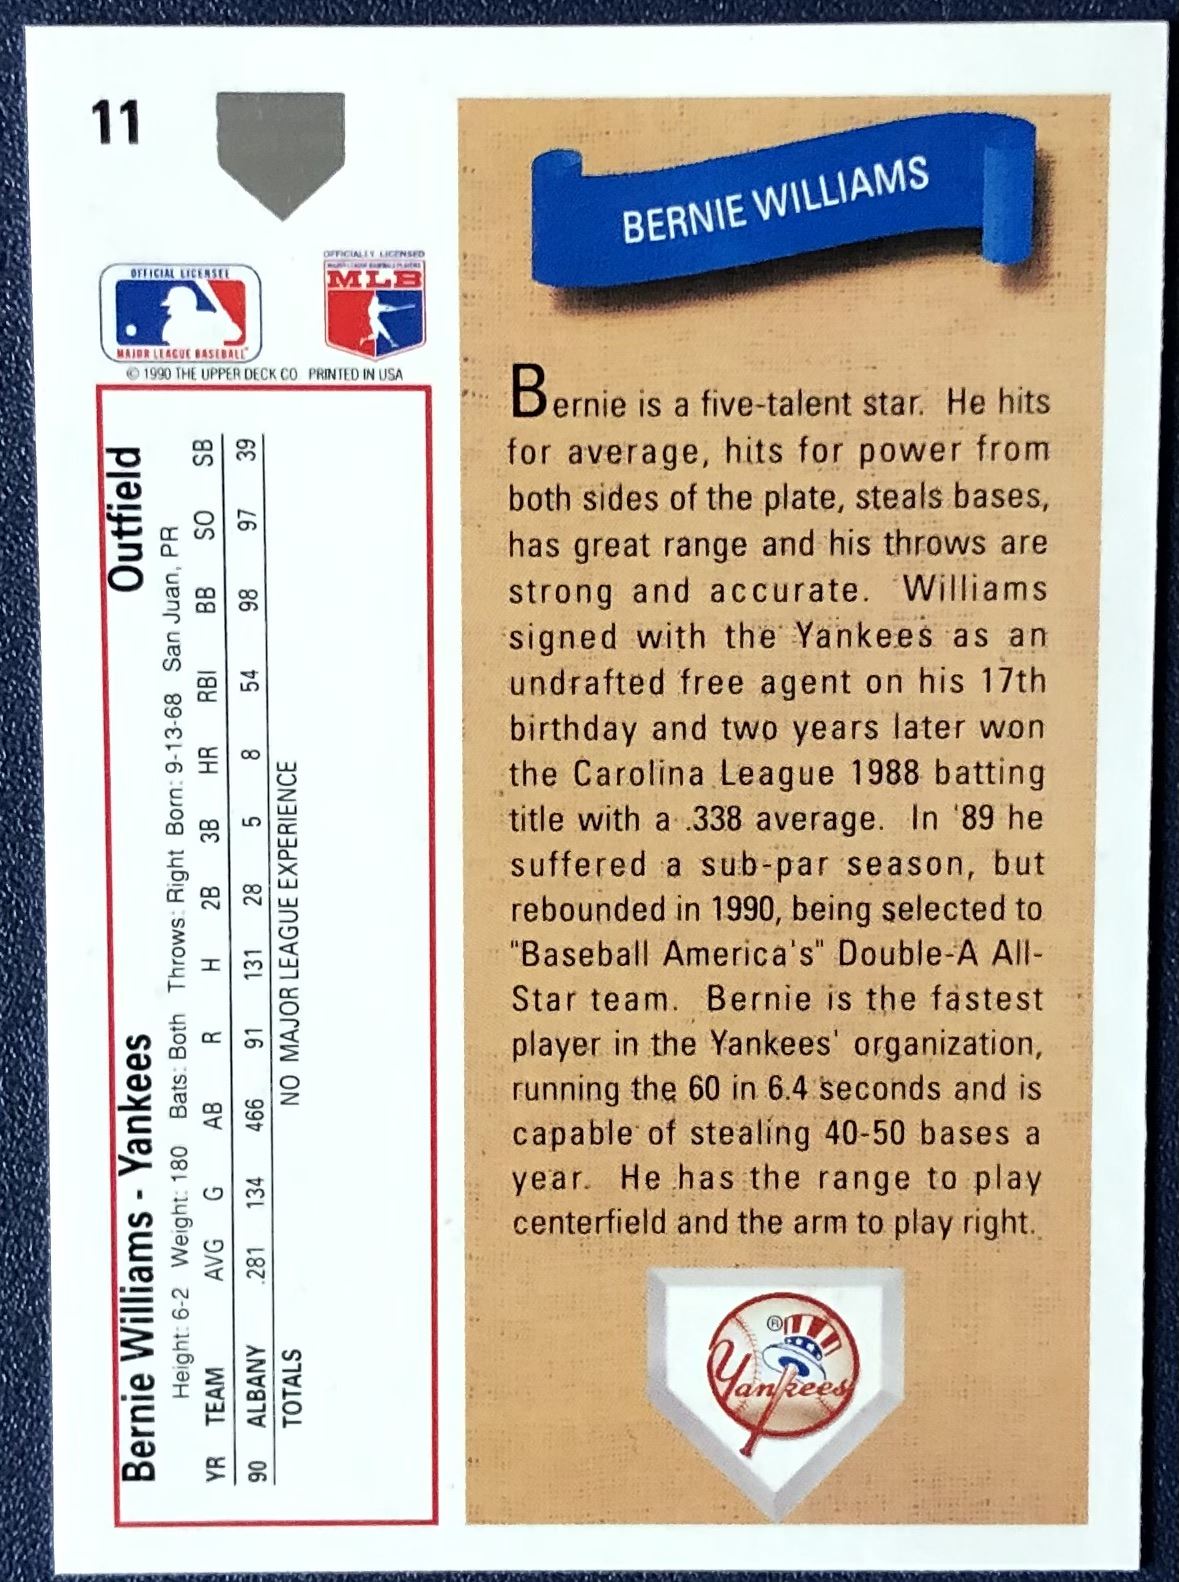 11
OFFICIAL LICENSEE
MAJOR LEAGUE BASEBALL
OFFICIALLY LICENSED
MAJOR LEAGUE BASEBALL PLAYERS
MLB
© 1990 THE UPPER DECK CO. PRINTED IN USA
Bernie Williams - Yankees Outfield
Height: 6-2 Weight: 180 Bats: Both Throws: Right Born: 9-13-68 San Juan, PR
YR TEAM AVG G AB R H 2B 3B HR RBI BB SO SB
90 ALBANY .281 134 466 91 131 28 5 8 54 98 97 39
TOTALS NO MAJOR LEAGUE EXPERIENCE
BERNIE WILLIAMS
Bernie is a five-talent star. He hits
for average, hits for power from
both sides of the plate, steals bases,
has great range and his throws are
strong and accurate. Williams
signed with the Yankees as an
undrafted free agent on his 17th
birthday and two years later won
the Carolina League 1988 batting
title with a .338 average. In '89 he
suffered a sub-par season, but
rebounded in 1990, being selected to
"Baseball America's" Double-A All-
Star team. Bernie is the fastest
player in the Yankees' organization,
running the 60 in 6.4 seconds and is
capable of stealing 40-50 bases a
year. He has the range to play
centerfield and the arm to play right.
®
Yankees